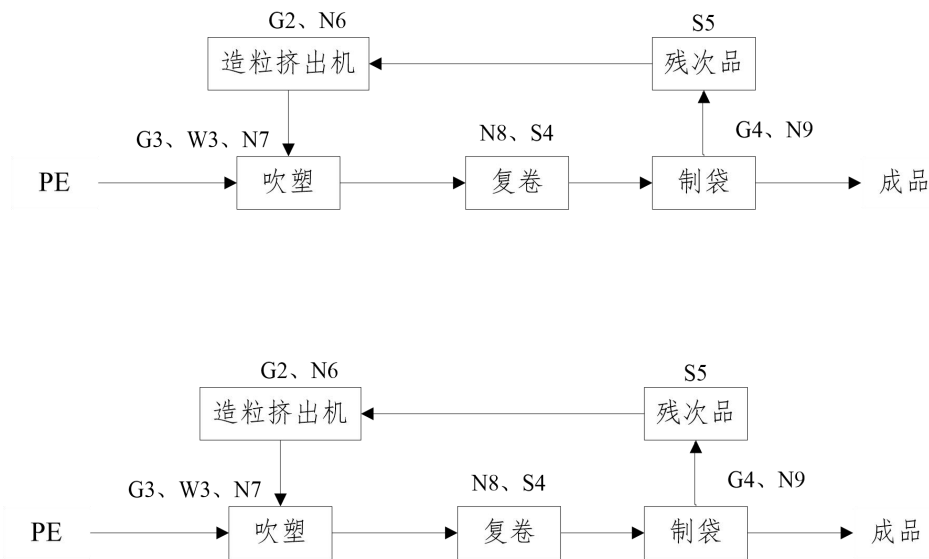 G2、N6
S5
造粒挤出机
残次品
G3、W3、N7
N8、S4
G4、N9
PE
吹塑
复卷
制袋
成品
G2、N6
S5
造粒挤出机
残次品
G3、W3、N7
N8、S4
G4、N9
PE
吹塑
复卷
制袋
成品